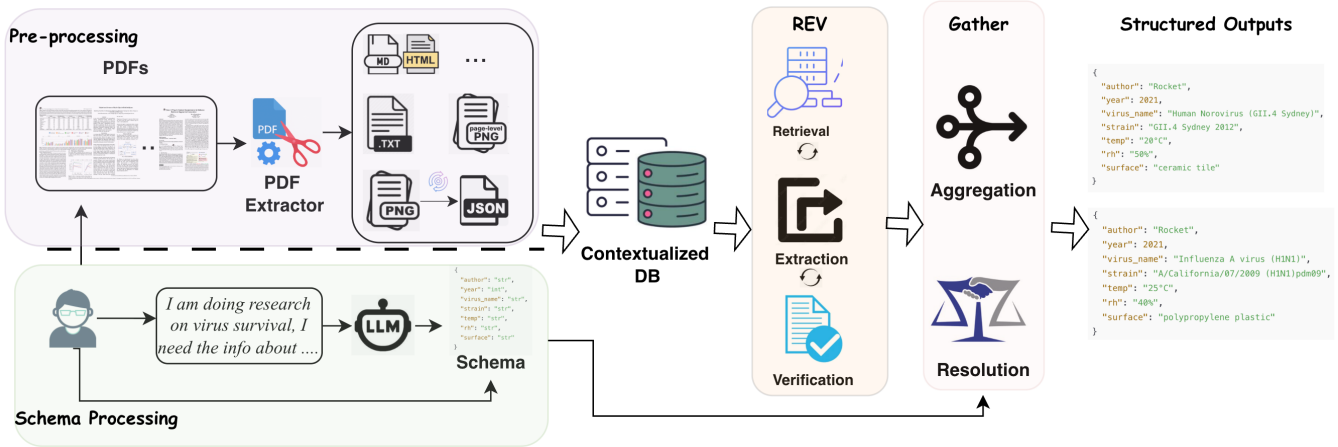 Pre-processing
PDFs
PDF
PDF
Extractor
MD
HTML
...
.TXT
page-level
PNG
PNG
JSON
Contextualized
DB
REV
Retrieval
Extraction
Verification
Gather
Aggregation
Resolution
Structured Outputs
{
"author": "Rocket",
"year": 2021,
"virus_name": "Human Norovirus (GII.4 Sydney)",
"strain": "GII.4 Sydney 2012",
"temp": "20°C",
"rh": "50%",
"surface": "ceramic tile"
}
{
"author": "Rocket",
"year": 2021,
"virus_name": "Influenza A virus (H1N1)",
"strain": "A/California/07/2009 (H1N1)pdm09",
"temp": "25°C",
"rh": "40%",
"surface": "polypropylene plastic"
}
I am doing research
on virus survival, I
need the info about ....
LLM
{
"author": "str",
"year": "int",
"virus_name": "str",
"strain": "str",
"temp": "str",
"rh": "str",
"surface": "str"
}
Schema
Schema Processing